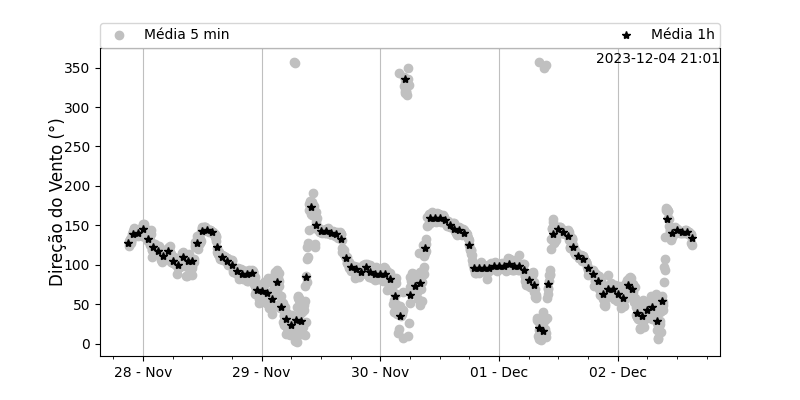 Média 5 min
Média 1h
2023-12-04 21:01
Direção do Vento (°)
350
300
250
200
150
100
50
0
28 - Nov
29 - Nov
30 - Nov
01 - Dec
02 - Dec